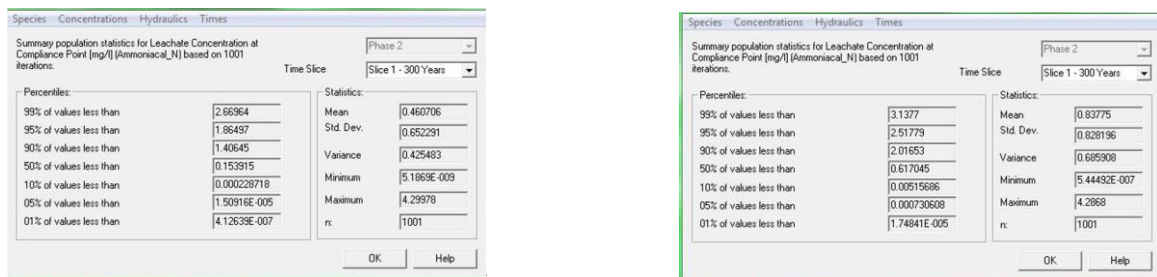 Species Concentrations Hydraulics Times
Summary population statistics for Leachate Concentration at
Compliance Point [mg/l] (Ammoniacal_N) based on 1001
iterations.
Phase 2
Time Slice Slice 1 - 300 Years
Percentiles:
99% of values less than 2.66964
95% of values less than 1.86497
90% of values less than 1.40645
50% of values less than 0.153915
10% of values less than 0.000228718
05% of values less than 1.50916E-005
01% of values less than 4.12639E-007
Statistics:
Mean 0.460706
Std. Dev. 0.652291
Variance 0.425483
Minimum 5.1869E-009
Maximum 4.29978
n: 1001
OK Help
Species Concentrations Hydraulics Times
Summary population statistics for Leachate Concentration at
Compliance Point [mg/l] (Ammoniacal_N) based on 1001
iterations.
Phase 2
Time Slice Slice 1 - 300 Years
Percentiles:
99% of values less than 3.1377
95% of values less than 2.51779
90% of values less than 2.01653
50% of values less than 0.617045
10% of values less than 0.00515686
05% of values less than 0.000730608
01% of values less than 1.74841E-005
Statistics:
Mean 0.83775
Std. Dev. 0.828196
Variance 0.685908
Minimum 5.44492E-007
Maximum 4.2868
n: 1001
OK Help